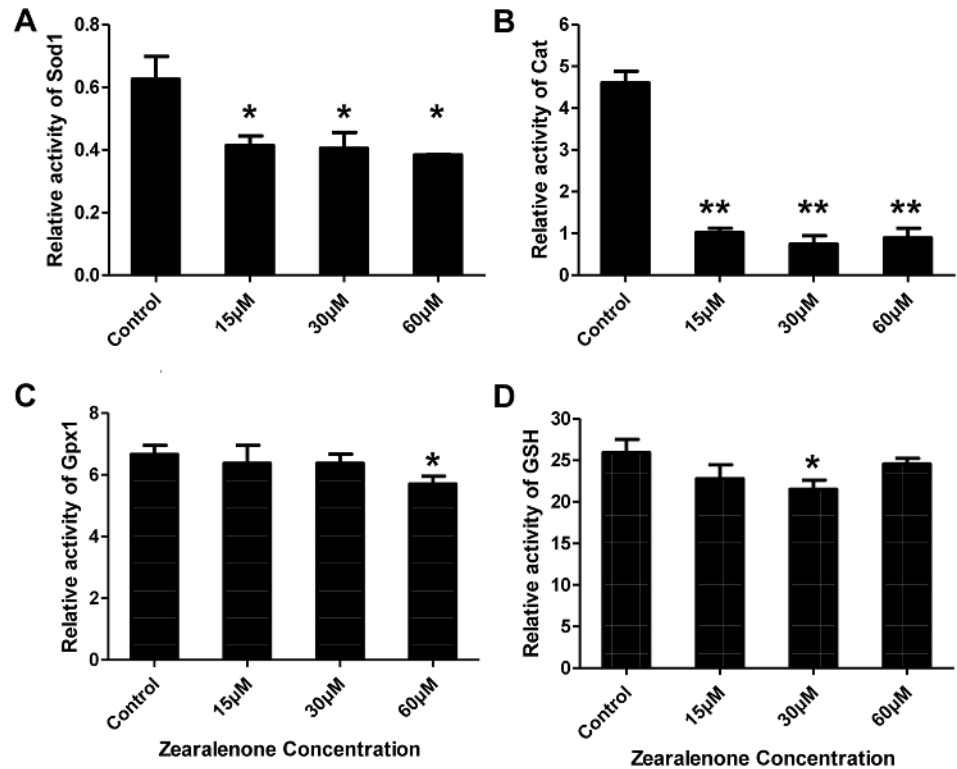 A
Relative activity of Sod1
0.8
0.6
0.4
0.2
0.0
* * *
Control
15µM
30µM
60µM
B
Relative activity of Cat
6
5
4
3
2
1
0
** ** **
Control
15µM
30µM
60µM
C
Relative activity of Gpx1
8
6
4
2
0
*
Control
15µM
30µM
60µM
Zearalenone Concentration
D
Relative activity of GSH
30
25
20
15
10
5
0
*
Control
15µM
30µM
60µM
Zearalenone Concentration